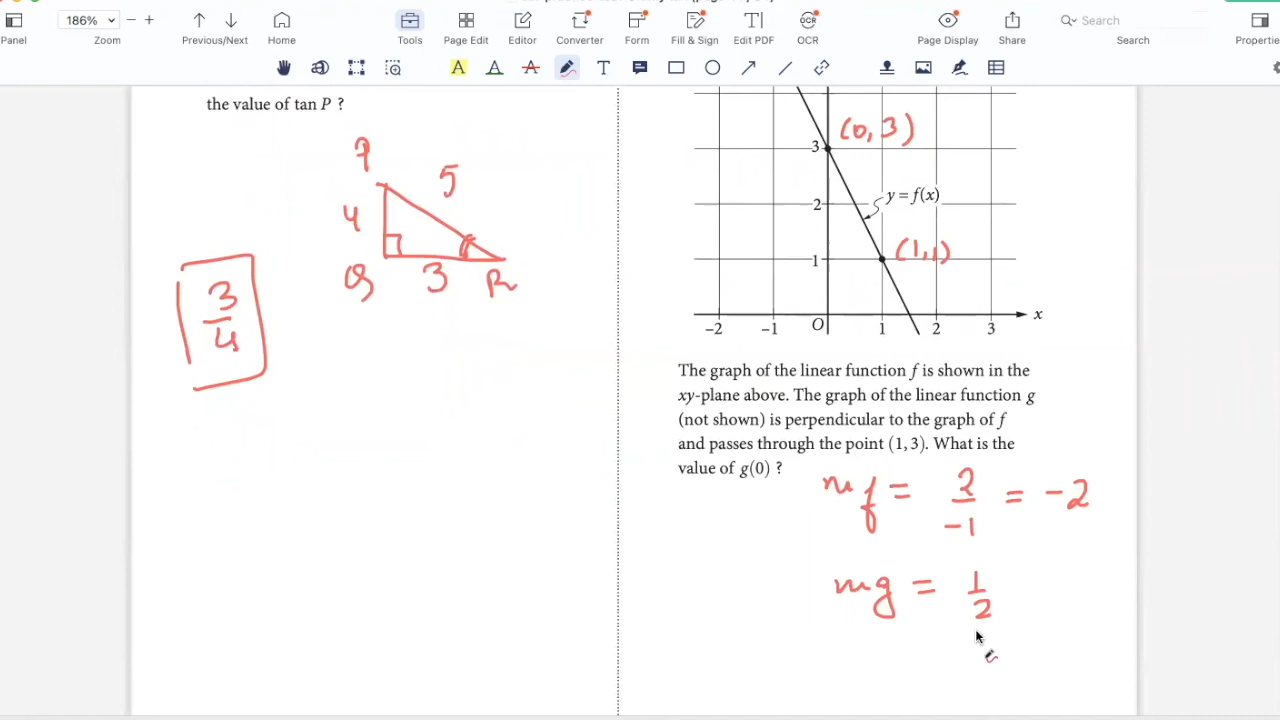 186%
Panel
Zoom
Previous/Next
Home
Tools
Page Edit
Editor
Converter
Form
Fill & Sign
Edit PDF
OCR
OCR
Page Display
Share
Search
Search
Propertie
A A A T
the value of tan P ?
P
5
4
Q
3
R
3
4
(0, 3)
3
y = f(x)
2
(1,1)
1
O
x
−2 −1 1 2 3
The graph of the linear function f is shown in the
xy-plane above. The graph of the linear function g
(not shown) is perpendicular to the graph of f
and passes through the point (1, 3). What is the
value of g(0) ?
mf = 2/-1 = -2
mg = 1/2